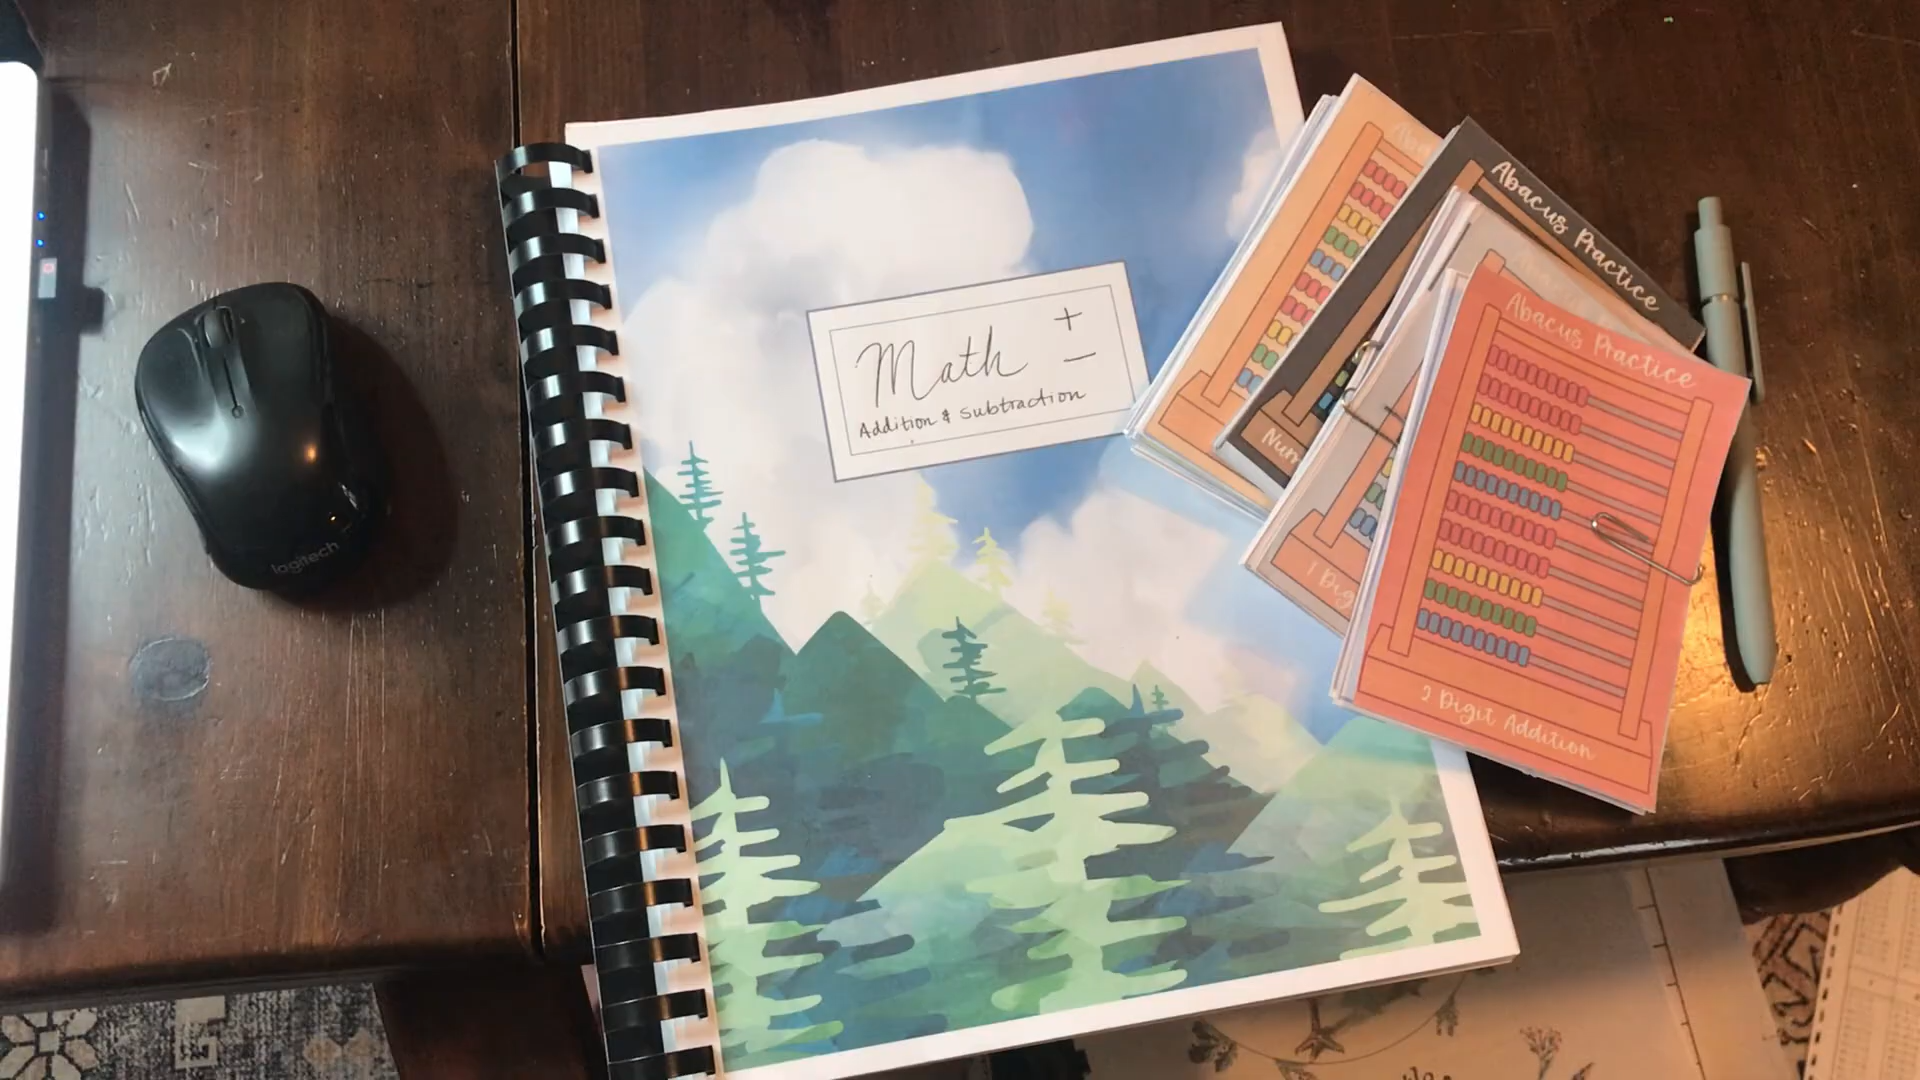 logitech
Math + −
Addition & Subtraction
Abacus Practice
Abacus Practice
2 Digit Addition